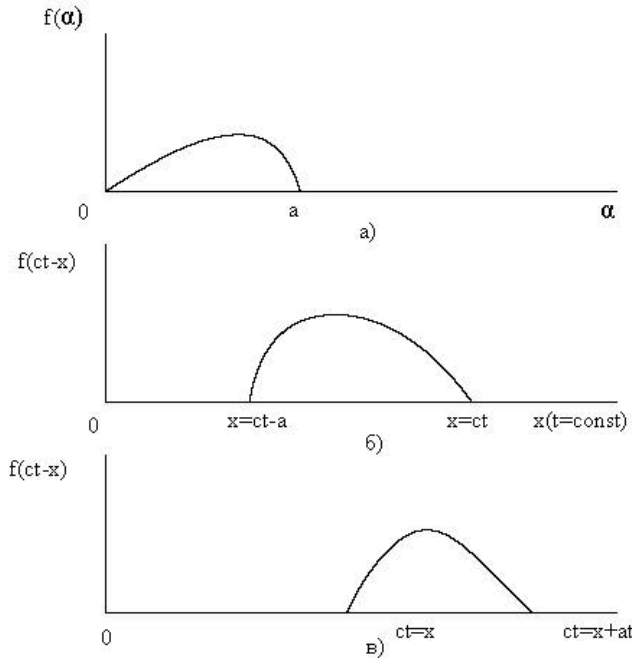 f(α)
0 a α
а)
f(ct-x)
0 x=ct-a x=ct x(t=const)
б)
f(ct-x)
0 ct=x ct=x+at
в)